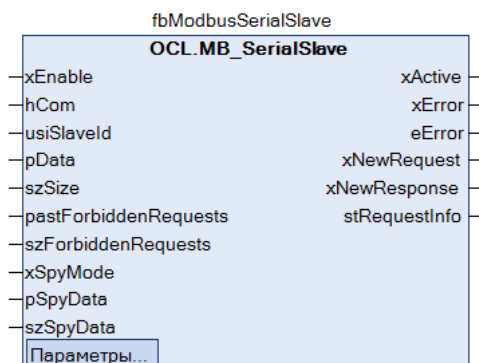 fbModbusSerialSlave
OCL.MB_SerialSlave
xEnable xActive
hCom xError
usiSlaveId eError
pData xNewRequest
szSize xNewResponse
pastForbiddenRequests stRequestInfo
szForbiddenRequests
xSpyMode
pSpyData
szSpyData
Параметры...